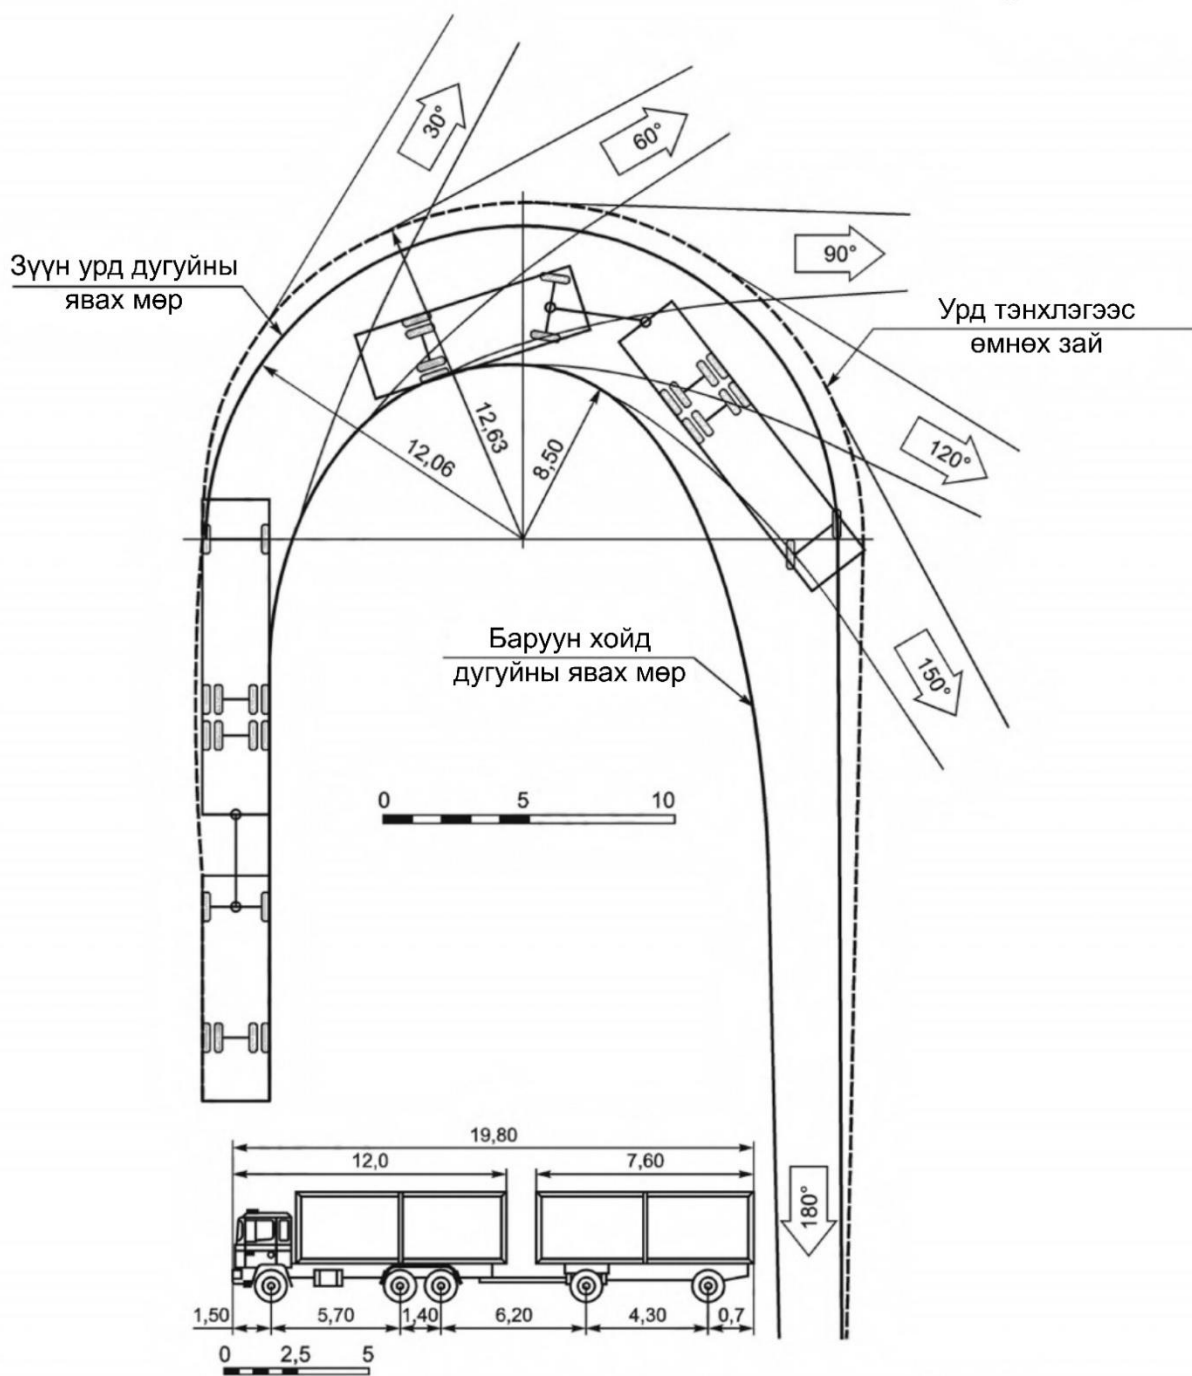 30°
60°
90°
Зүүн урд дугуйны
явах мөр
Урд тэнхлэгээс
өмнөх зай
12,63
12,06
8,50
120°
150°
Баруун хойд
дугуйны явах мөр
0 5 10
180°
19,80
12,0 7,60
1,50 5,70 1,40 6,20 4,30 0,7
0 2,5 5